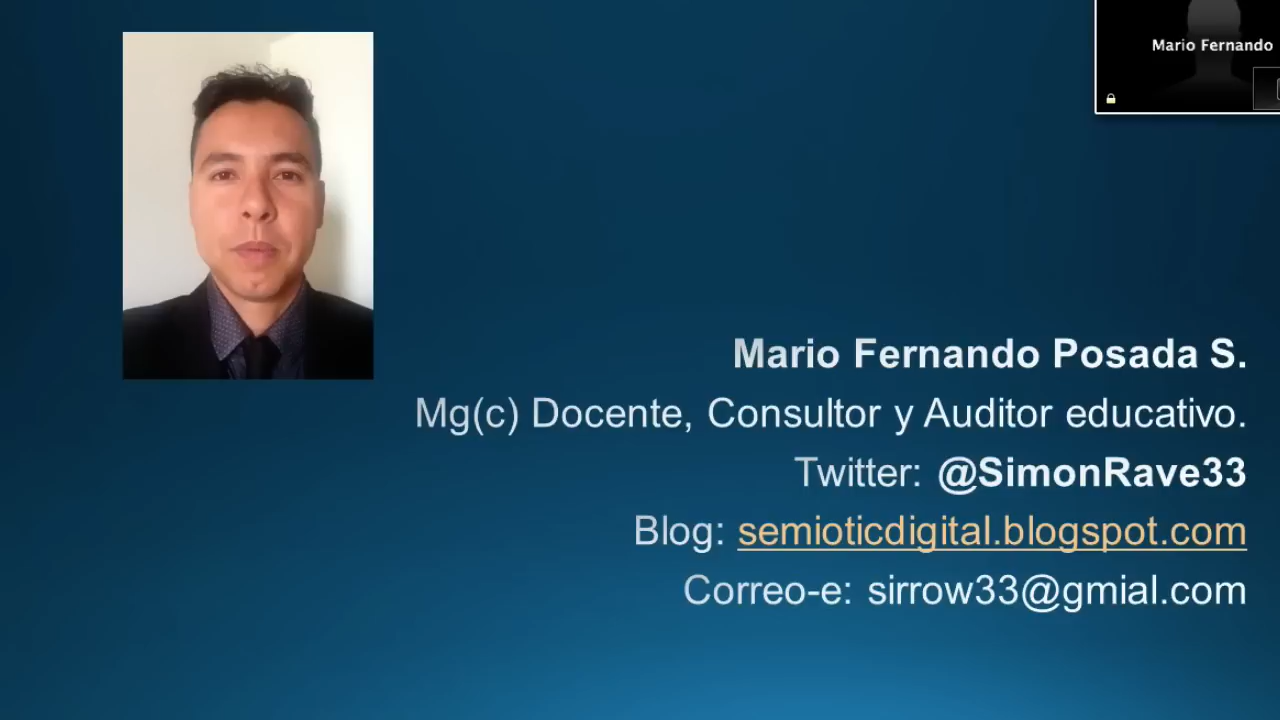 Mario Fernando
Mario Fernando Posada S.
Mg(c) Docente, Consultor y Auditor educativo.
Twitter: @SimonRave33
Blog: semioticdigital.blogspot.com
Correo-e: sirrow33@gmial.com